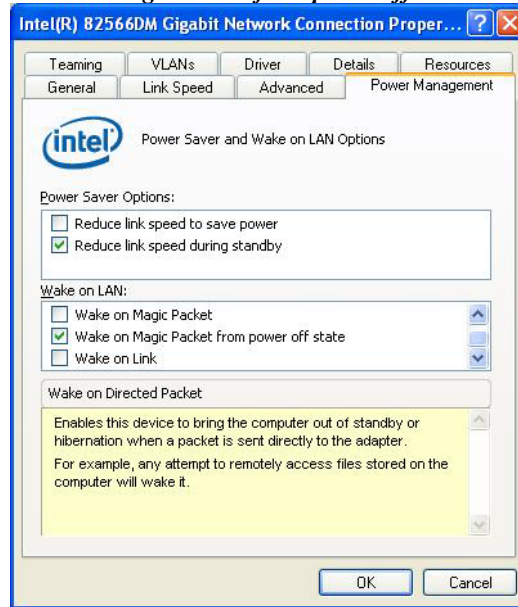 Intel(R) 82566DM Gigabit Network Connection Proper...
Teaming VLANs Driver Details Resources
General Link Speed Advanced Power Management
intel Power Saver and Wake on LAN Options
Power Saver Options:
Reduce link speed to save power
Reduce link speed during standby
Wake on LAN:
Wake on Magic Packet
Wake on Magic Packet from power off state
Wake on Link
Wake on Directed Packet
Enables this device to bring the computer out of standby or
hibernation when a packet is sent directly to the adapter.
For example, any attempt to remotely access files stored on the
computer will wake it.
OK Cancel